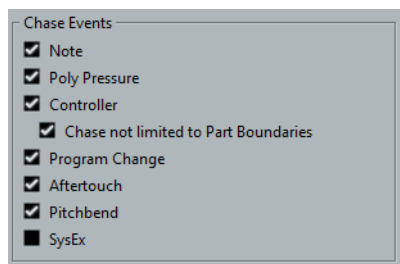 Chase Events
Note
Poly Pressure
Controller
Chase not limited to Part Boundaries
Program Change
Aftertouch
Pitchbend
SysEx